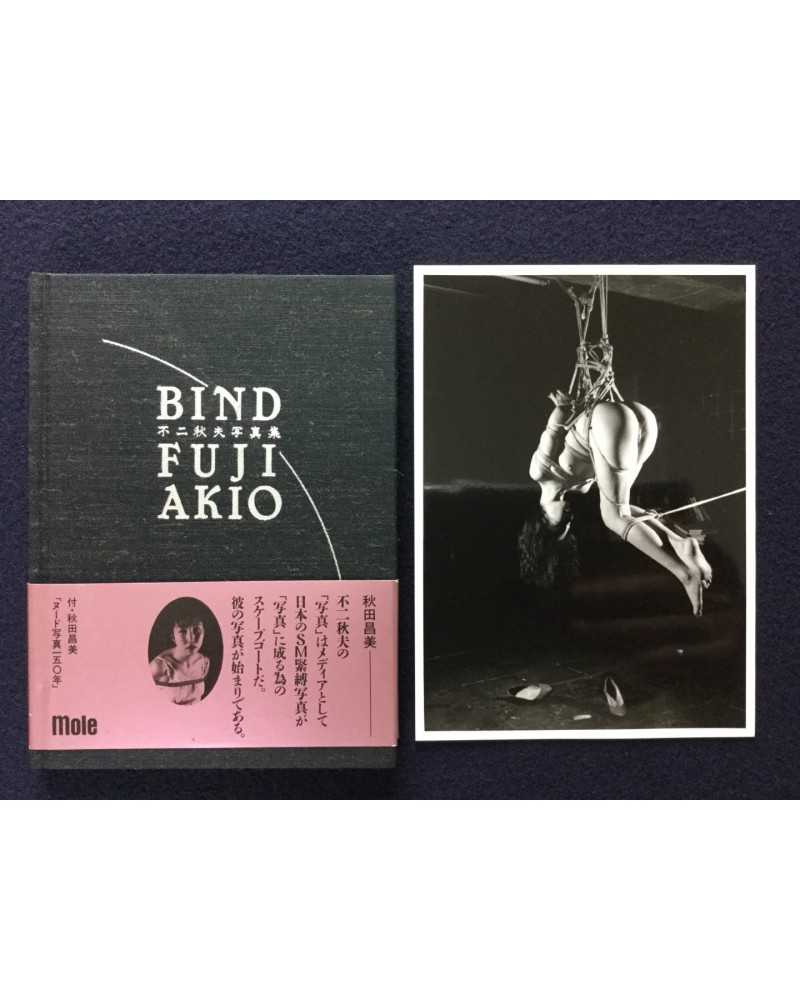 BIND
不二秋夫写真集
FUJI
AKIO
秋田昌美
不二秋夫の
「写真」はメディアとして
日本のSM緊縛写真が
「写真」に成る為の
スケープゴートだ。
彼の写真が始まりである。
付・秋田昌美
「ヌード写真一五〇年」
mole